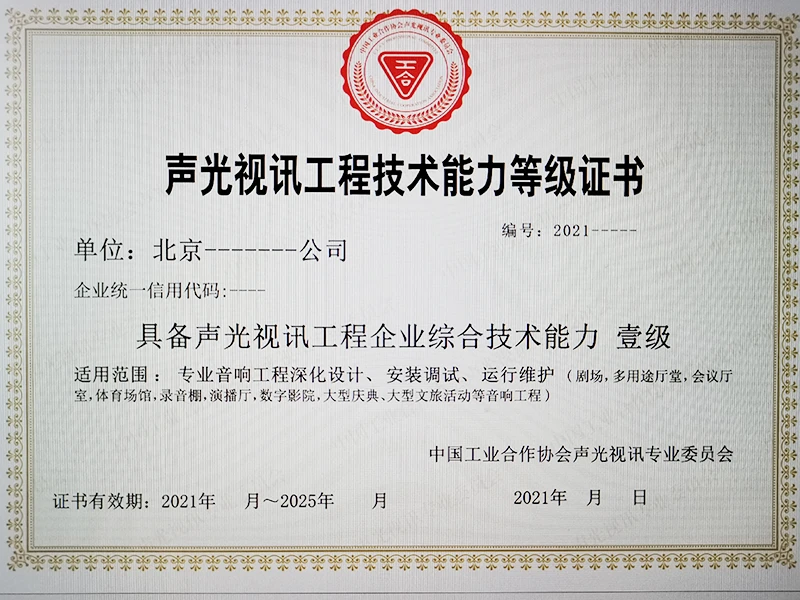 中国工业合作协会声光视讯专业委员会
工合
声光视讯工程技术能力等级证书
编号：2021-----
单位：北京-------公司
企业统一信用代码:----
具备声光视讯工程企业综合技术能力 壹级
适用范围： 专业音响工程深化设计、安装调试、运行维护（剧场，多用途厅堂，会议厅
室，体育场馆，录音棚，演播厅，数字影院，大型庆典、大型文旅活动等音响工程）
中国工业合作协会声光视讯专业委员会
证书有效期：2021年 月～2025年 月
2021年 月 日